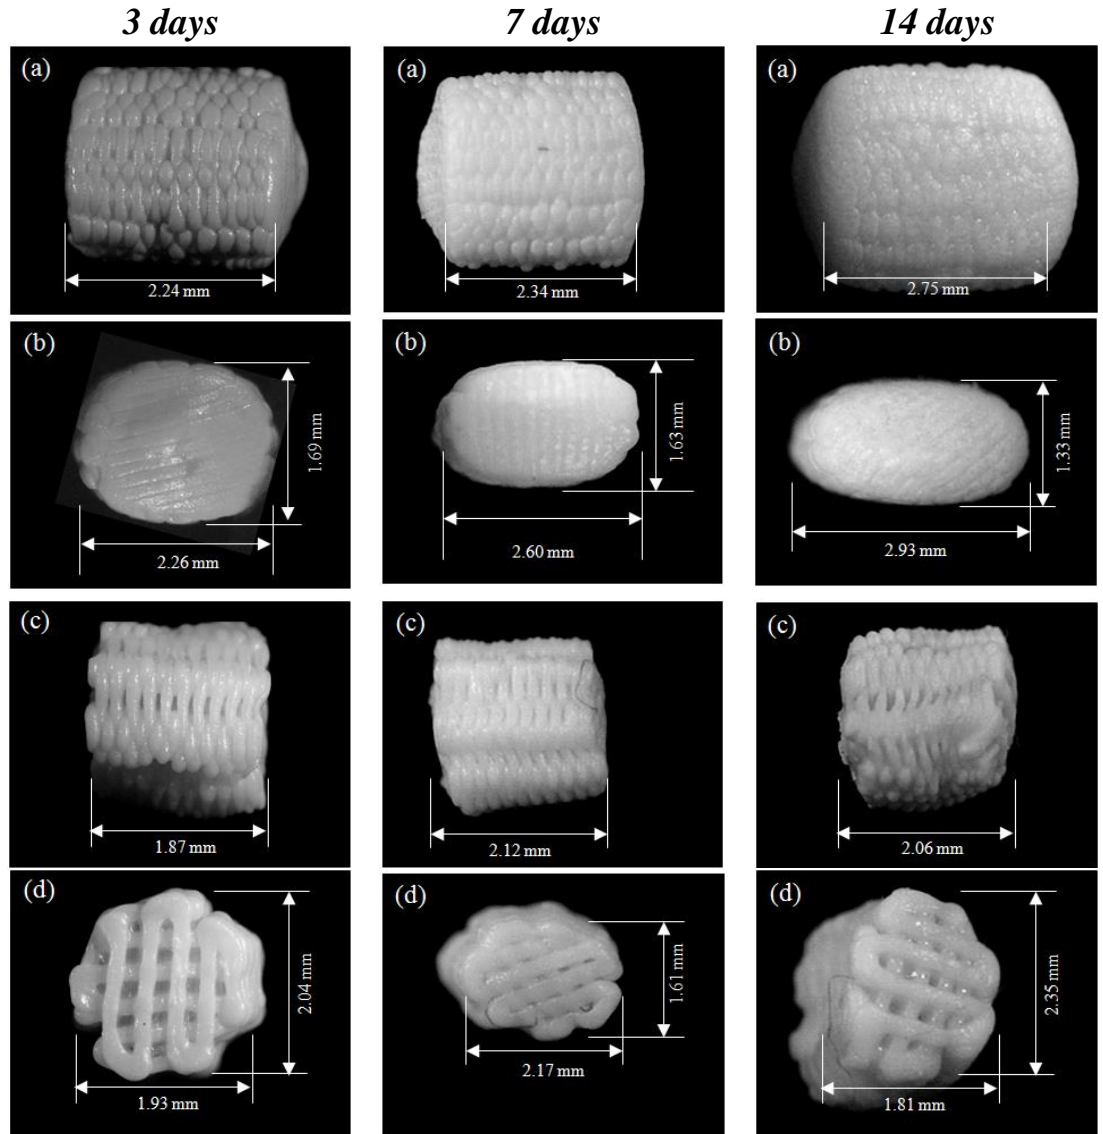 3 days 7 days 14 days
(a) (a) (a)
2.24 mm 2.34 mm 2.75 mm
(b) (b) (b)
1.69 mm 1.63 mm 1.33 mm
2.26 mm 2.60 mm 2.93 mm
(c) (c) (c)
1.87 mm 2.12 mm 2.06 mm
(d) (d) (d)
2.04 mm 1.61 mm 2.35 mm
1.93 mm 2.17 mm 1.81 mm